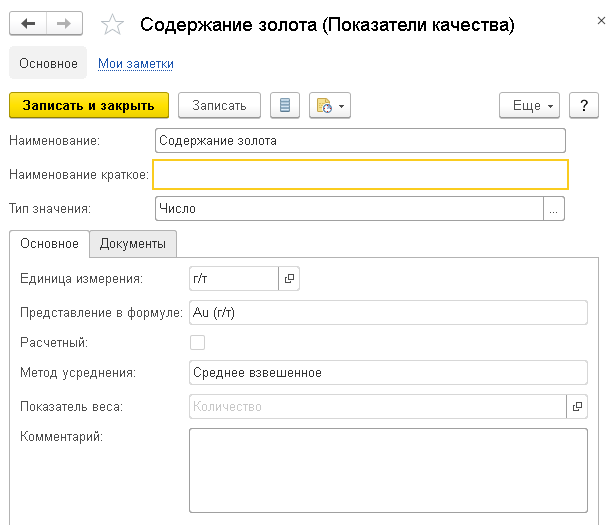 Содержание золота (Показатели качества)
Основное Мои заметки
Записать и закрыть Записать Еще ?
Наименование: Содержание золота
Наименование краткое:
Тип значения: Число ...
Основное Документы
Единица измерения: г/т
Представление в формуле: Au (г/т)
Расчетный:
Метод усреднения: Среднее взвешенное
Показатель веса: Количество
Комментарий: